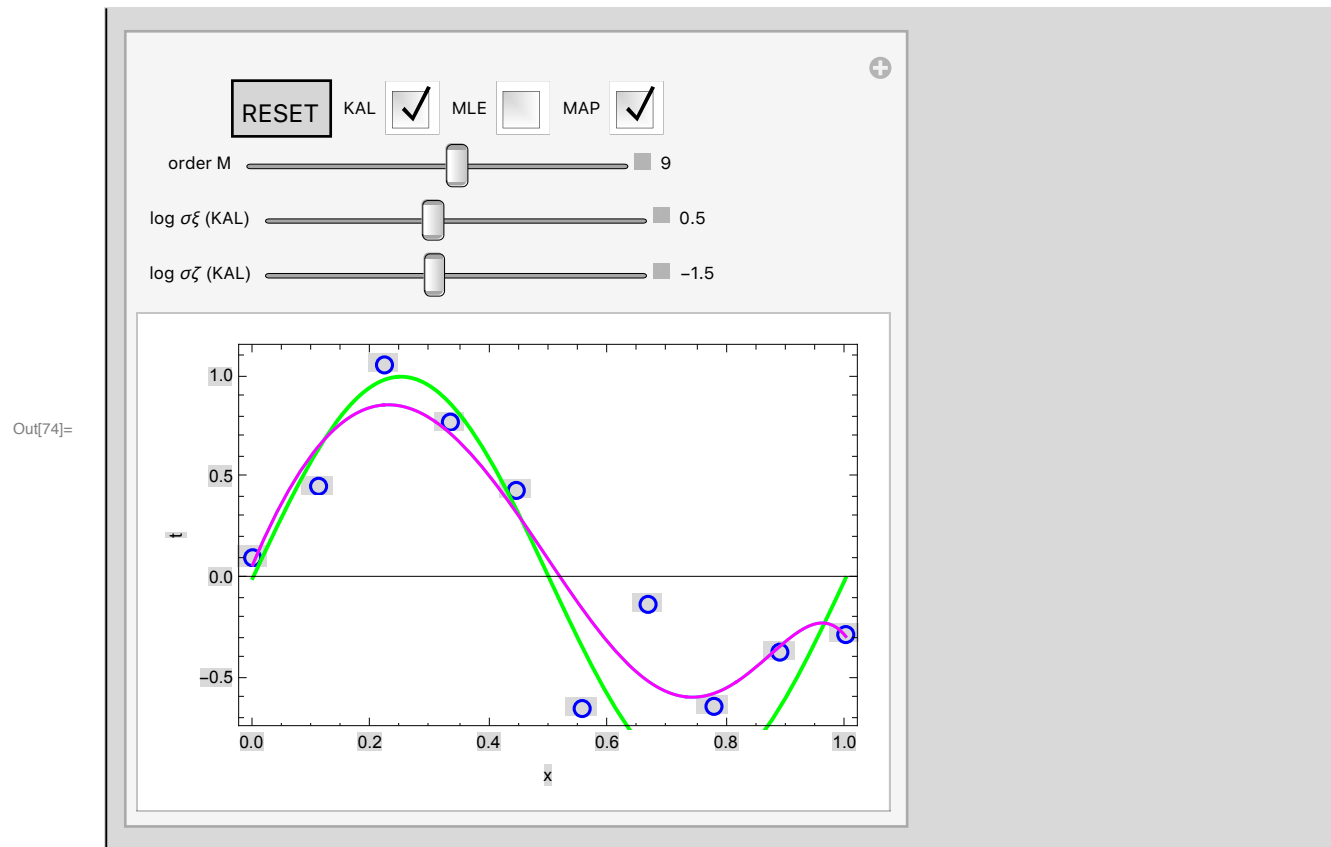 RESET KAL MLE MAP
order M 9
log σξ (KAL) 0.5
log σζ (KAL) −1.5
Out[74]=
1.0
0.5
t
0.0
−0.5
0.0 0.2 0.4 0.6 0.8 1.0
x